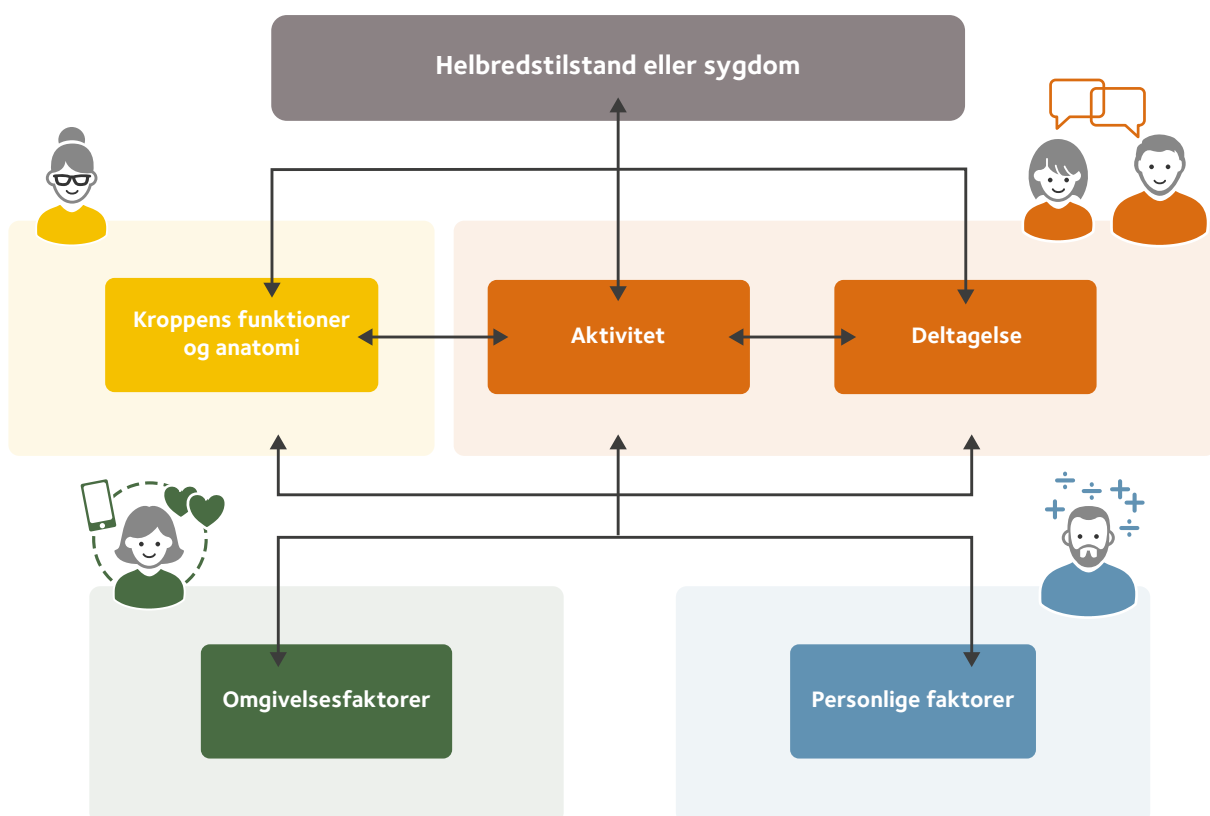 Helbredstilstand eller sygdom
Kroppens funktioner
og anatomi
Aktivitet
Deltagelse
Omgivelsesfaktorer
Personlige faktorer